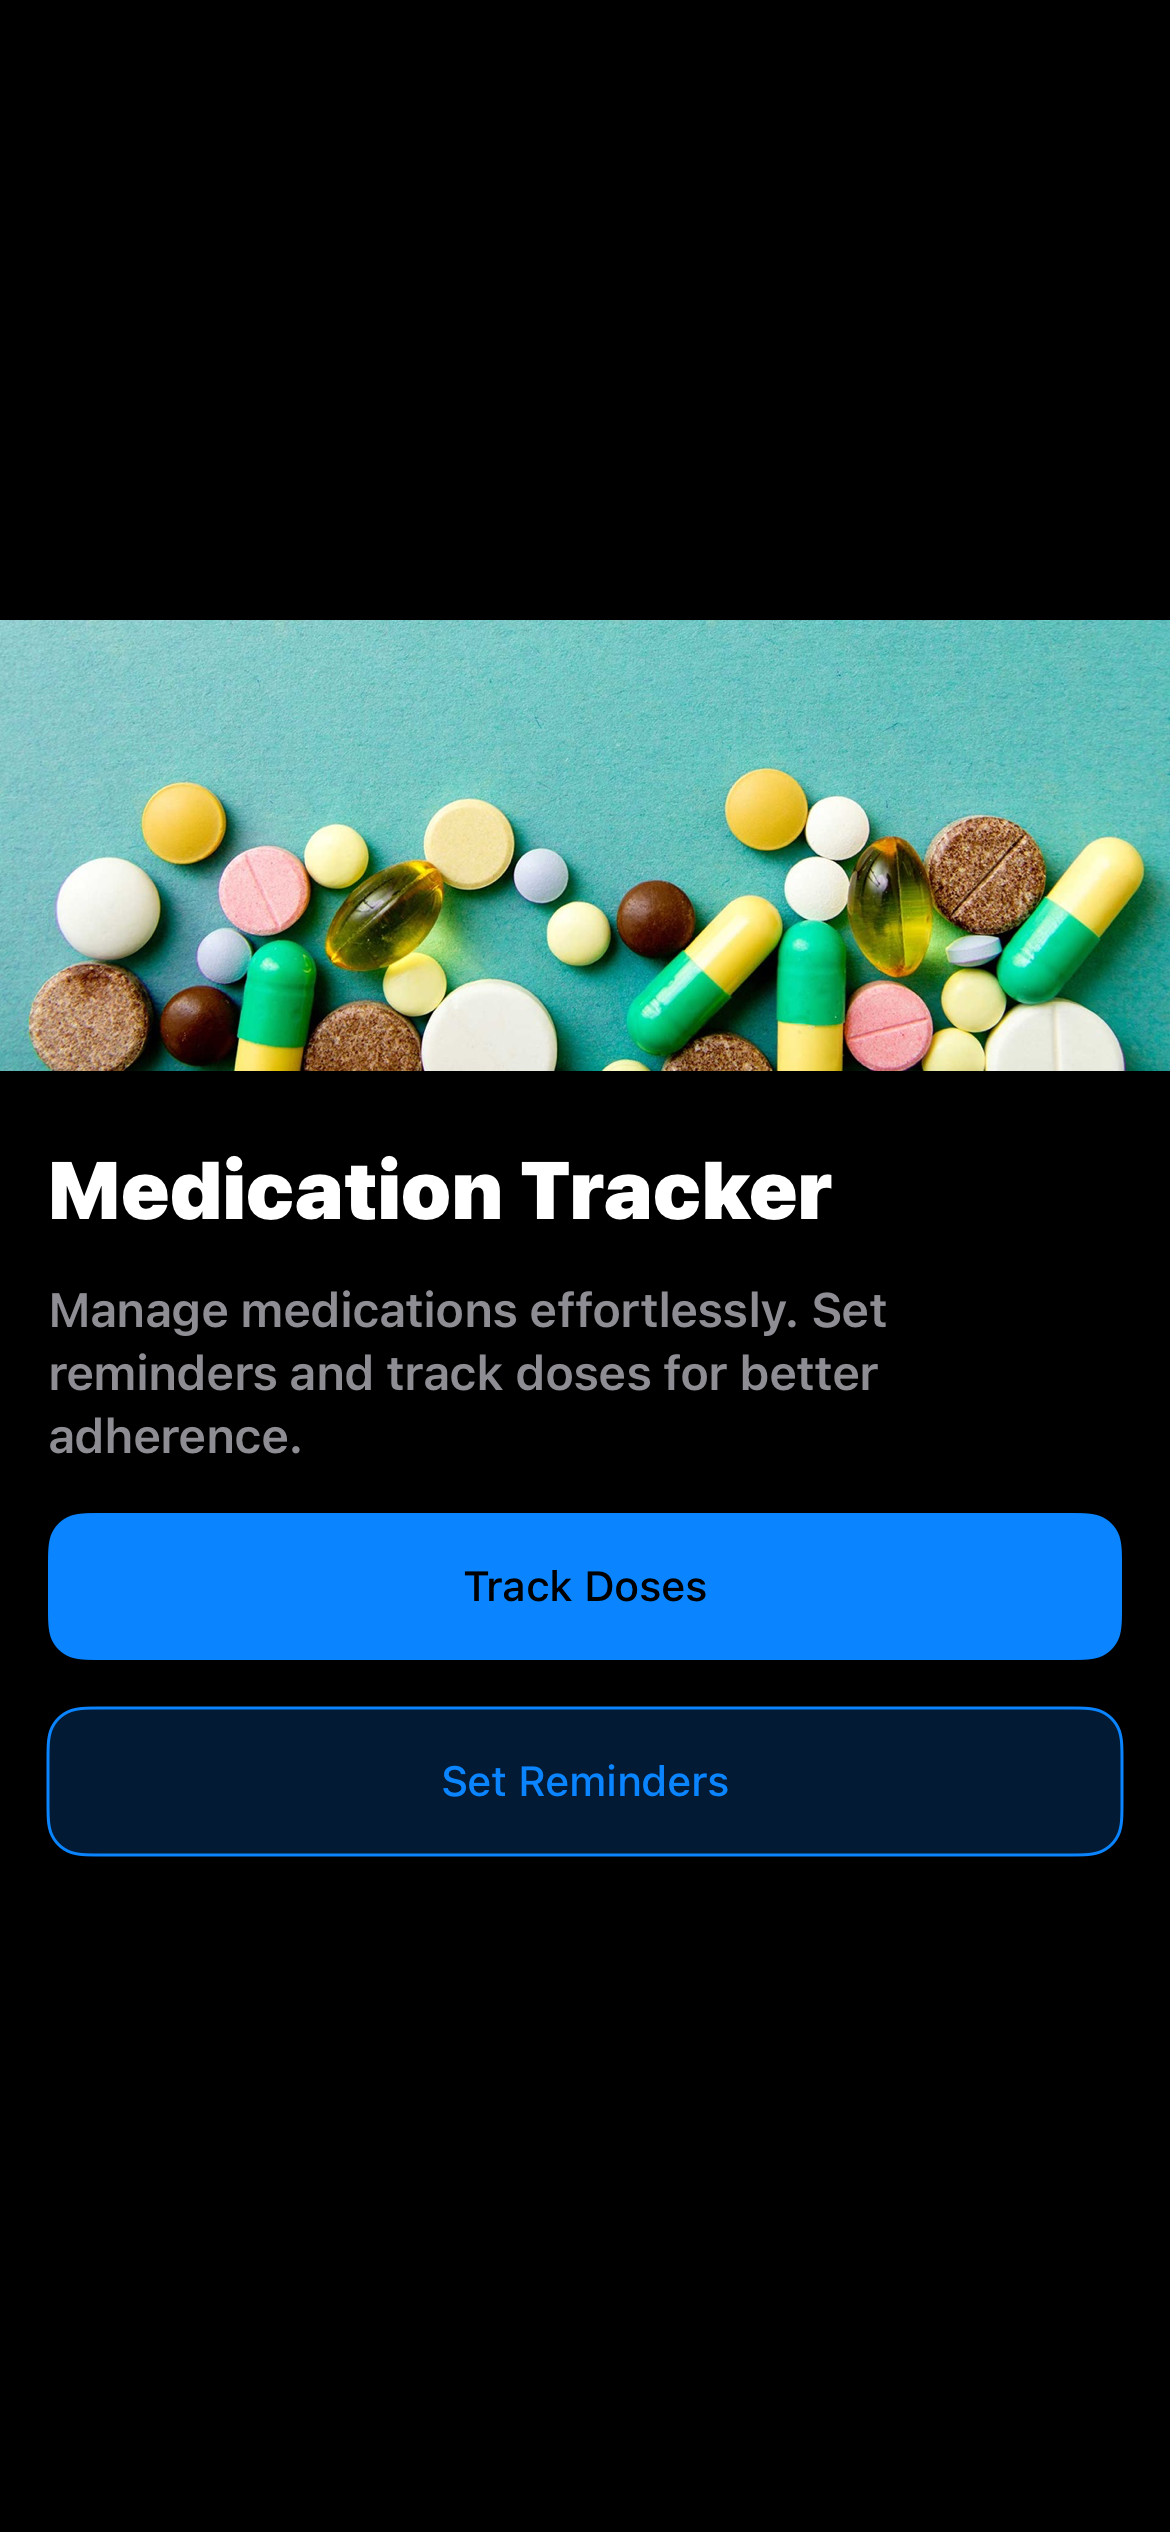 Medication Tracker
Manage medications effortlessly. Set
reminders and track doses for better
adherence.
Track Doses
Set Reminders